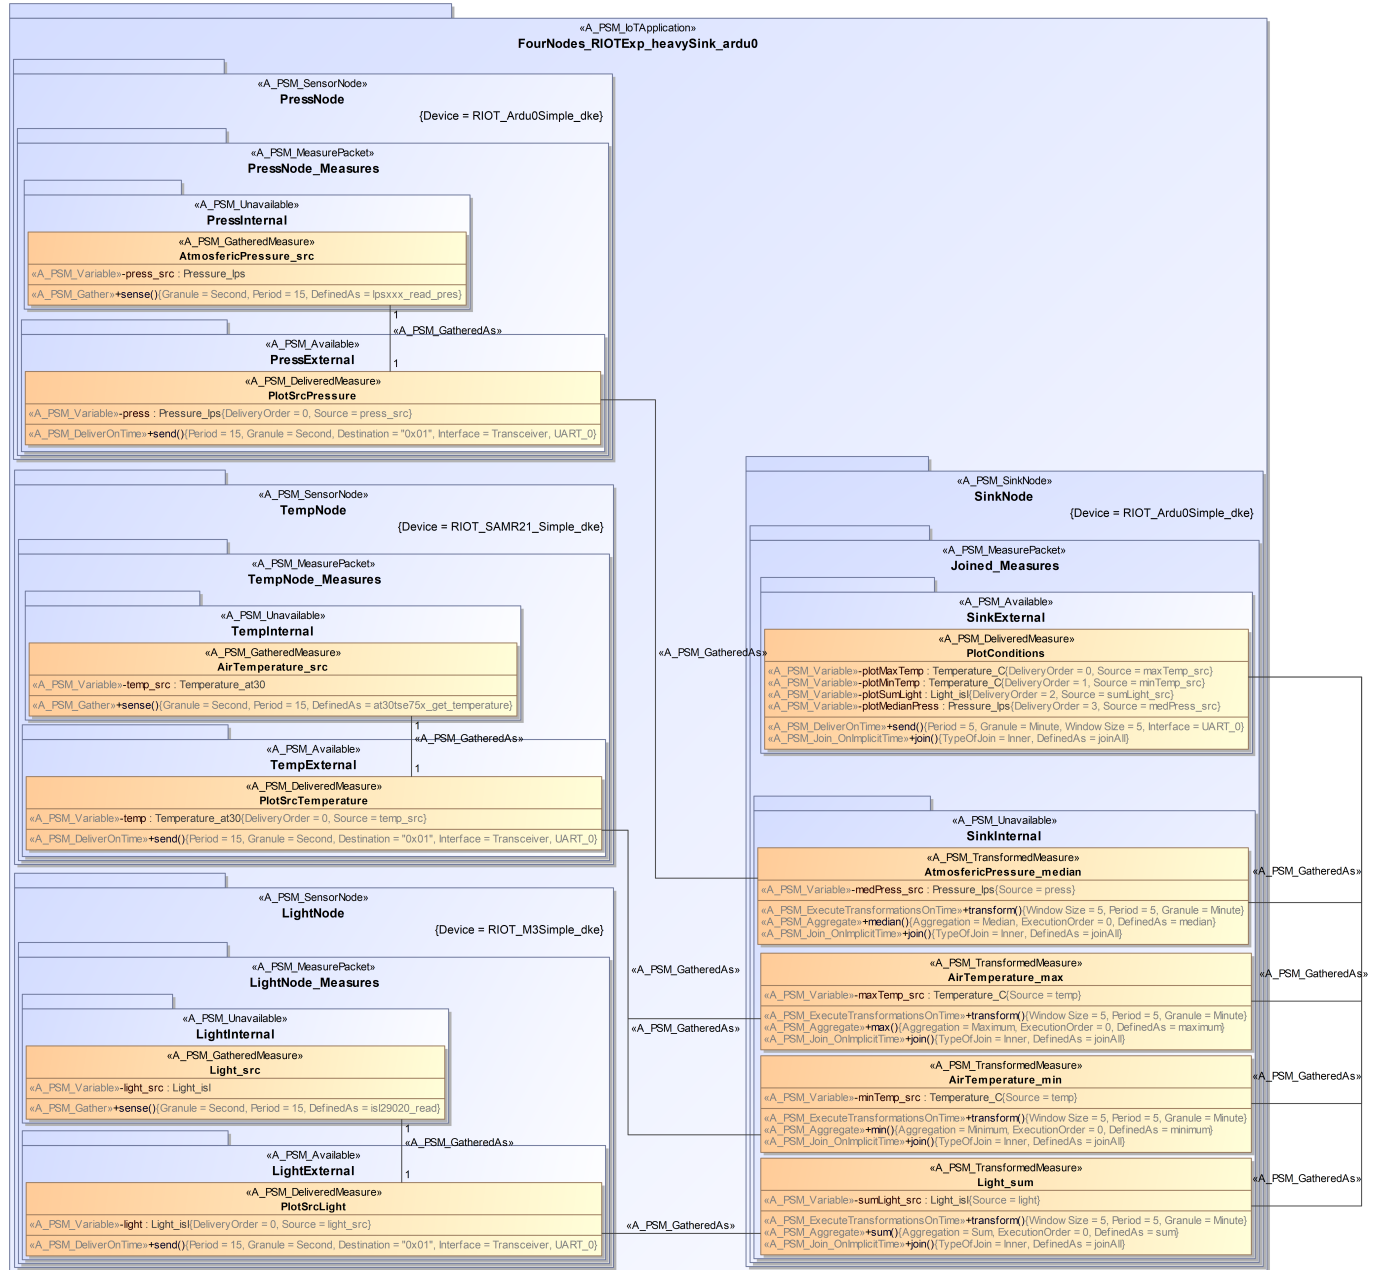 «A_PSM_IoTApplication»
FourNodes_RIOTExp_heavySink_ardu0
«A_PSM_SensorNode»
PressNode
{Device = RIOT_Ardu0Simple_dke}
«A_PSM_MeasurePacket»
PressNode_Measures
«A_PSM_Unavailable»
PressInternal
«A_PSM_GatheredMeasure»
AtmosfericPressure_src
«A_PSM_Variable»-press_src : Pressure_lps
«A_PSM_Gather»+sense(){Granule = Second, Period = 15, DefinedAs = lpsxxx_read_pres}
1
«A_PSM_GatheredAs»
1
«A_PSM_Available»
PressExternal
«A_PSM_DeliveredMeasure»
PlotSrcPressure
«A_PSM_Variable»-press : Pressure_lps{DeliveryOrder = 0, Source = press_src}
«A_PSM_DeliverOnTime»+send(){Period = 15, Granule = Second, Destination = "0x01", Interface = Transceiver, UART_0}
«A_PSM_SensorNode»
TempNode
{Device = RIOT_SAMR21_Simple_dke}
«A_PSM_MeasurePacket»
TempNode_Measures
«A_PSM_Unavailable»
TempInternal
«A_PSM_GatheredMeasure»
AirTemperature_src
«A_PSM_Variable»-temp_src : Temperature_at30
«A_PSM_Gather»+sense(){Granule = Second, Period = 15, DefinedAs = at30tse75x_get_temperature}
1
«A_PSM_GatheredAs»
1
«A_PSM_Available»
TempExternal
«A_PSM_DeliveredMeasure»
PlotSrcTemperature
«A_PSM_Variable»-temp : Temperature_at30{DeliveryOrder = 0, Source = temp_src}
«A_PSM_DeliverOnTime»+send(){Period = 15, Granule = Second, Destination = "0x01", Interface = Transceiver, UART_0}
«A_PSM_SensorNode»
LightNode
{Device = RIOT_M3Simple_dke}
«A_PSM_MeasurePacket»
LightNode_Measures
«A_PSM_Unavailable»
LightInternal
«A_PSM_GatheredMeasure»
Light_src
«A_PSM_Variable»-light_src : Light_isl
«A_PSM_Gather»+sense(){Granule = Second, Period = 15, DefinedAs = isl29020_read}
1
«A_PSM_GatheredAs»
1
«A_PSM_Available»
LightExternal
«A_PSM_DeliveredMeasure»
PlotSrcLight
«A_PSM_Variable»-light : Light_isl{DeliveryOrder = 0, Source = light_src}
«A_PSM_DeliverOnTime»+send(){Period = 15, Granule = Second, Destination = "0x01", Interface = Transceiver, UART_0}
«A_PSM_GatheredAs»
«A_PSM_GatheredAs»
«A_PSM_GatheredAs»
«A_PSM_GatheredAs»
«A_PSM_SinkNode»
SinkNode
{Device = RIOT_Ardu0Simple_dke}
«A_PSM_MeasurePacket»
Joined_Measures
«A_PSM_Available»
SinkExternal
«A_PSM_DeliveredMeasure»
PlotConditions
«A_PSM_Variable»-plotMaxTemp : Temperature_C{DeliveryOrder = 0, Source = maxTemp_src}
«A_PSM_Variable»-plotMinTemp : Temperature_C{DeliveryOrder = 1, Source = minTemp_src}
«A_PSM_Variable»-plotSumLight : Light_isl{DeliveryOrder = 2, Source = sumLight_src}
«A_PSM_Variable»-plotMedianPress : Pressure_lps{DeliveryOrder = 3, Source = medPress_src}
«A_PSM_DeliverOnTime»+send(){Period = 5, Granule = Minute, Window Size = 5, Interface = UART_0}
«A_PSM_Join_OnImplicitTime»+join(){TypeOfJoin = Inner, DefinedAs = joinAll}
«A_PSM_Unavailable»
SinkInternal
«A_PSM_TransformedMeasure»
AtmosfericPressure_median
«A_PSM_Variable»-medPress_src : Pressure_lps{Source = press}
«A_PSM_ExecuteTransformationsOnTime»+transform(){Window Size = 5, Period = 5, Granule = Minute}
«A_PSM_Aggregate»+median(){Aggregation = Median, ExecutionOrder = 0, DefinedAs = median}
«A_PSM_Join_OnImplicitTime»+join(){TypeOfJoin = Inner, DefinedAs = joinAll}
«A_PSM_GatheredAs»
«A_PSM_TransformedMeasure»
AirTemperature_max
«A_PSM_Variable»-maxTemp_src : Temperature_C{Source = temp}
«A_PSM_ExecuteTransformationsOnTime»+transform(){Window Size = 5, Period = 5, Granule = Minute}
«A_PSM_Aggregate»+max(){Aggregation = Maximum, ExecutionOrder = 0, DefinedAs = maximum}
«A_PSM_Join_OnImplicitTime»+join(){TypeOfJoin = Inner, DefinedAs = joinAll}
«A_PSM_GatheredAs»
«A_PSM_TransformedMeasure»
AirTemperature_min
«A_PSM_Variable»-minTemp_src : Temperature_C{Source = temp}
«A_PSM_ExecuteTransformationsOnTime»+transform(){Window Size = 5, Period = 5, Granule = Minute}
«A_PSM_Aggregate»+min(){Aggregation = Minimum, ExecutionOrder = 0, DefinedAs = minimum}
«A_PSM_Join_OnImplicitTime»+join(){TypeOfJoin = Inner, DefinedAs = joinAll}
«A_PSM_GatheredAs»
«A_PSM_TransformedMeasure»
Light_sum
«A_PSM_Variable»-sumLight_src : Light_isl{Source = light}
«A_PSM_ExecuteTransformationsOnTime»+transform(){Window Size = 5, Period = 5, Granule = Minute}
«A_PSM_Aggregate»+sum(){Aggregation = Sum, ExecutionOrder = 0, DefinedAs = sum}
«A_PSM_Join_OnImplicitTime»+join(){TypeOfJoin = Inner, DefinedAs = joinAll}
«A_PSM_GatheredAs»